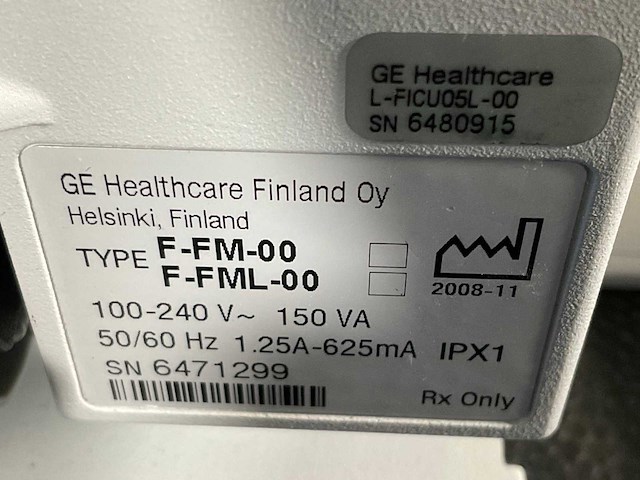 GE Healthcare
L-FICU05L-00
SN 6480915
GE Healthcare Finland Oy
Helsinki, Finland
TYPE F-FM-00
F-FML-00
2008-11
100-240 V~ 150 VA
50/60 Hz 1.25A-625mA IPX1
SN 6471299
Rx Only